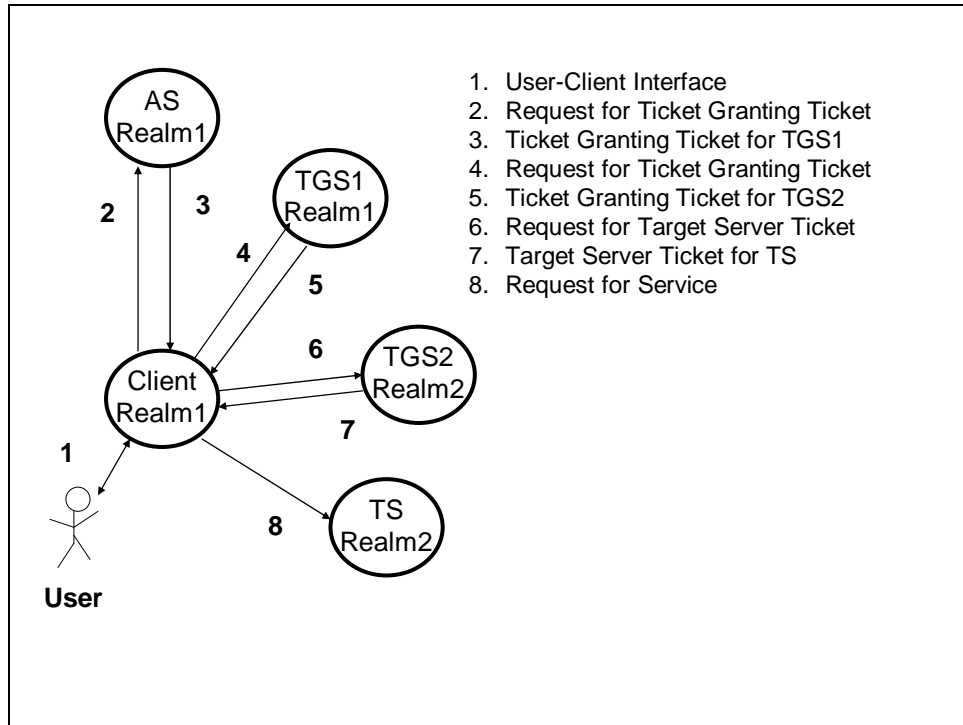 AS
Realm1
TGS1
Realm1
2
3
4
5
6
Client
Realm1
TGS2
Realm2
7
1
8
TS
Realm2
User
1. User-Client Interface
2. Request for Ticket Granting Ticket
3. Ticket Granting Ticket for TGS1
4. Request for Ticket Granting Ticket
5. Ticket Granting Ticket for TGS2
6. Request for Target Server Ticket
7. Target Server Ticket for TS
8. Request for Service